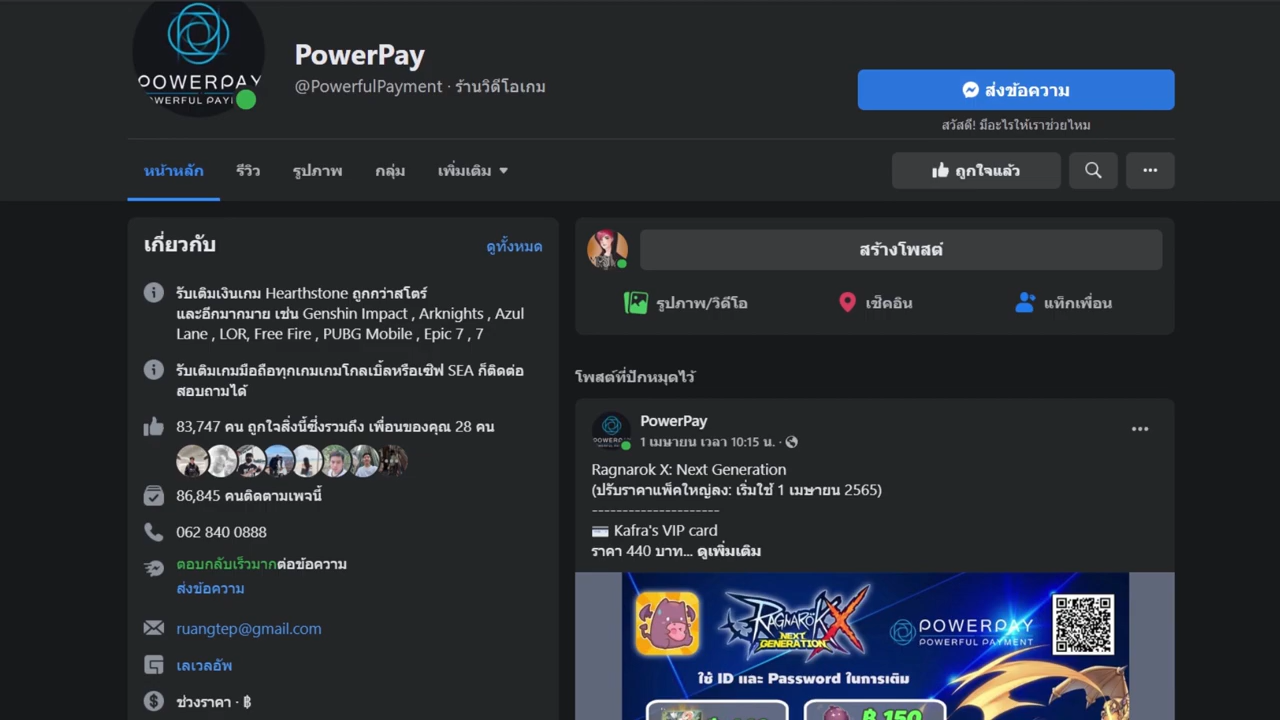 POWERPAY
PowerPay
@PowerfulPayment · ร้านวิดีโอเกม
ส่งข้อความ
สวัสดี! มีอะไรให้เราช่วยไหม
หน้าหลัก
รีวิว
รูปภาพ
กลุ่ม
เพิ่มเติม
ถูกใจแล้ว
เกี่ยวกับ
ดูทั้งหมด
รับเติมเงินเกม Hearthstone ถูกกว่าสโตร์
และอีกมากมาย เช่น Genshin Impact , Arknights , Azul
Lane , LOR, Free Fire , PUBG Mobile , Epic 7 , 7
รับเติมเกมมือถือทุกเกมเกมโกลเบิ้ลหรือเซิฟ SEA ก็ติดต่อ
สอบถามได้
83,747 คน ถูกใจสิ่งนี้ซึ่งรวมถึง เพื่อนของคุณ 28 คน
86,845 คนติดตามเพจนี้
062 840 0888
ตอบกลับเร็วมากต่อข้อความ
ส่งข้อความ
ruangtep@gmail.com
เลเวลอัพ
ช่วงราคา · ฿
สร้างโพสต์
รูปภาพ/วิดีโอ
เช็คอิน
แท็กเพื่อน
โพสต์ที่ปักหมุดไว้
PowerPay
1 เมษายน เวลา 10:15 น. ·
Ragnarok X: Next Generation
(ปรับราคาแพ็คใหญ่ลง: เริ่มใช้ 1 เมษายน 2565)
---------------------
Kafra's VIP card
ราคา 440 บาท... ดูเพิ่มเติม
RAGNAROK X
NEXT
GENERATION
POWERPAY
POWERFUL PAYMENT
ใช้ ID และ Password ในการเติม
฿ 150